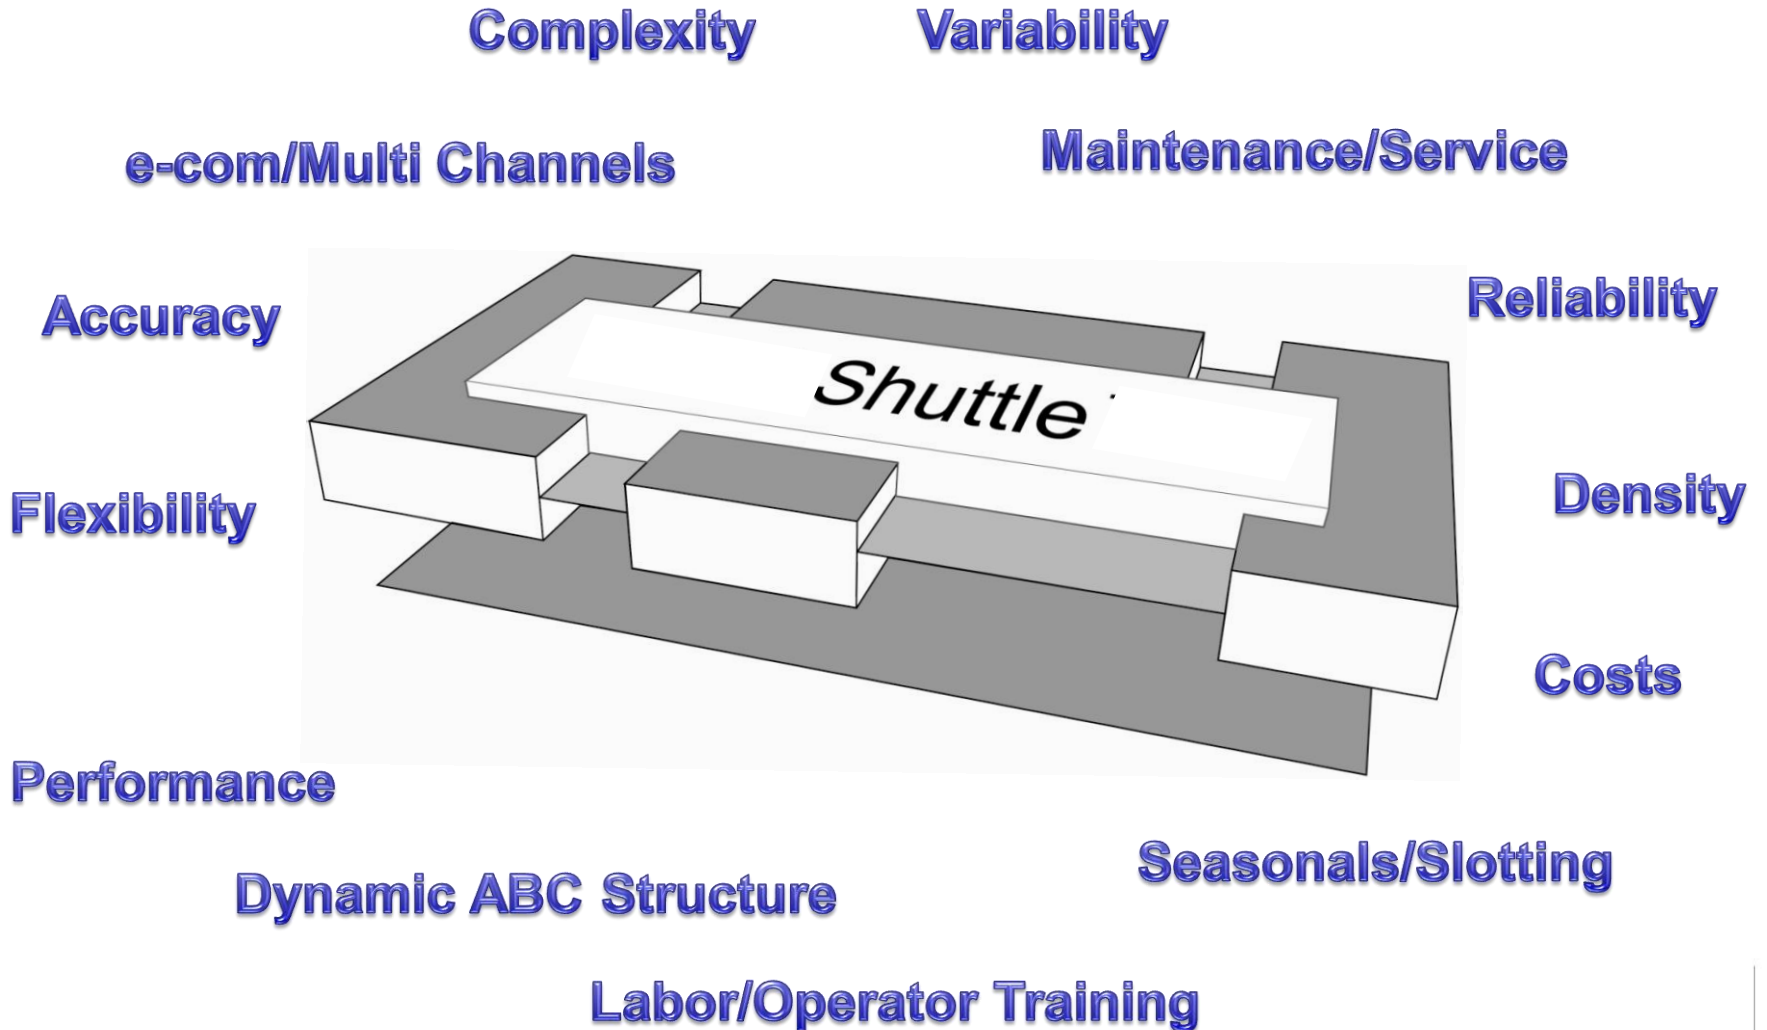 Complexity
Variability
e-com/Multi Channels
Maintenance/Service
Accuracy
Reliability
Shuttle
Flexibility
Density
Costs
Performance
Seasonals/Slotting
Dynamic ABC Structure
Labor/Operator Training